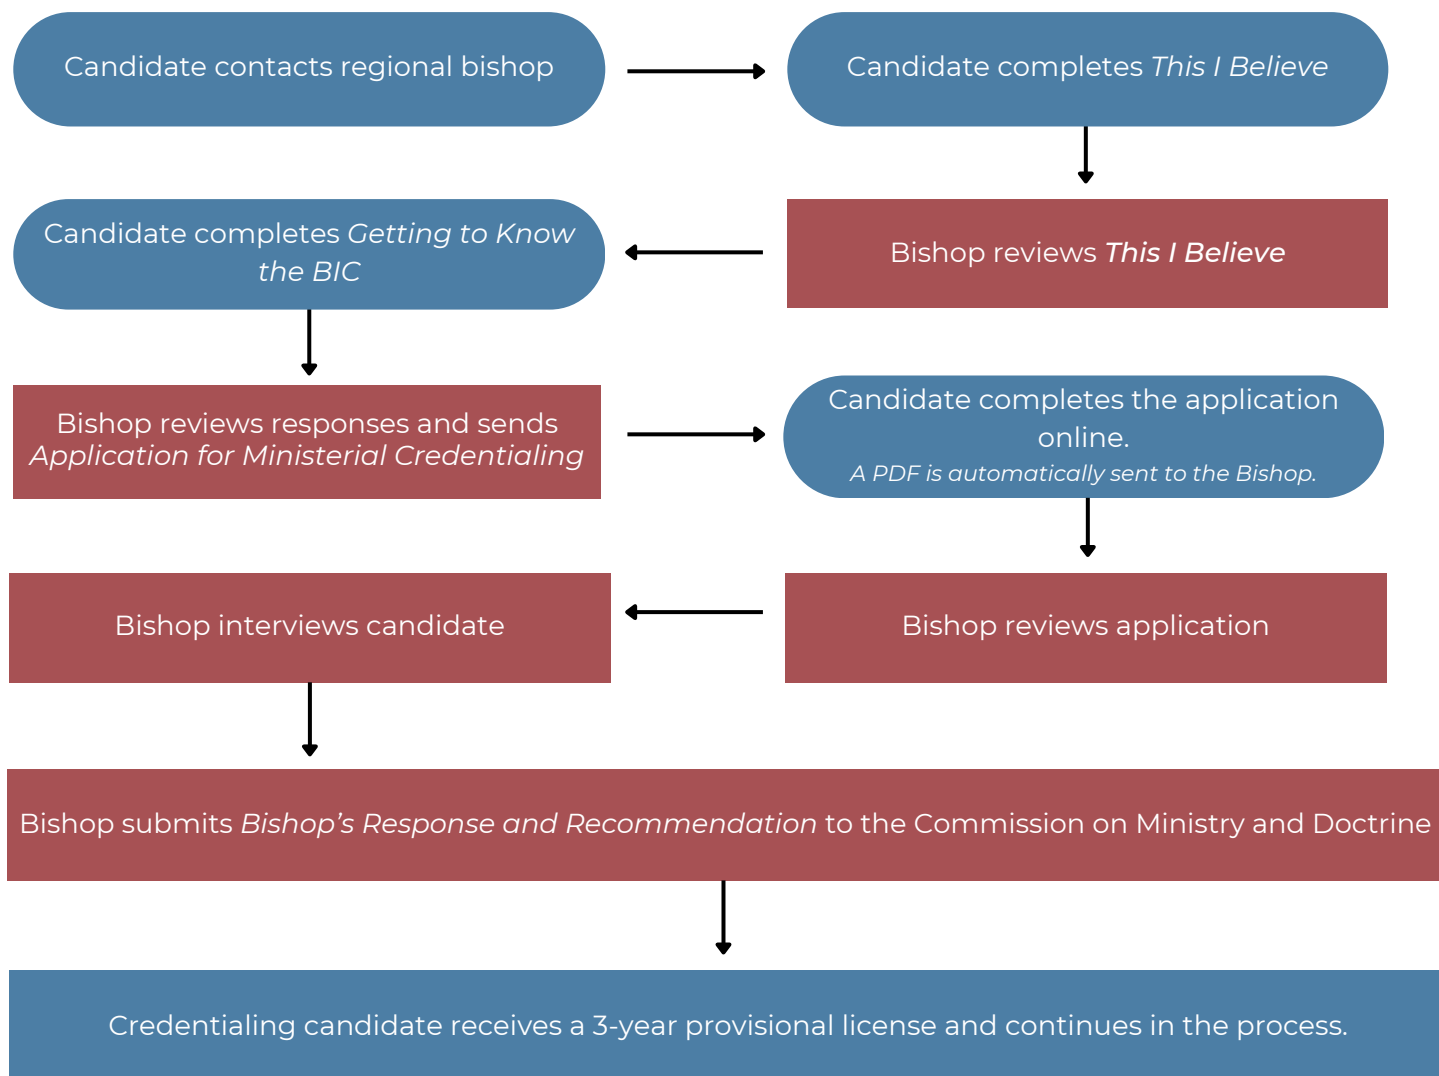 Candidate contacts regional bishop
Candidate completes This I Believe
Bishop reviews This I Believe
Candidate completes Getting to Know
the BIC
Bishop reviews responses and sends
Application for Ministerial Credentialing
Candidate completes the application
online.
A PDF is automatically sent to the Bishop.
Bishop reviews application
Bishop interviews candidate
Bishop submits Bishop’s Response and Recommendation to the Commission on Ministry and Doctrine
Credentialing candidate receives a 3-year provisional license and continues in the process.